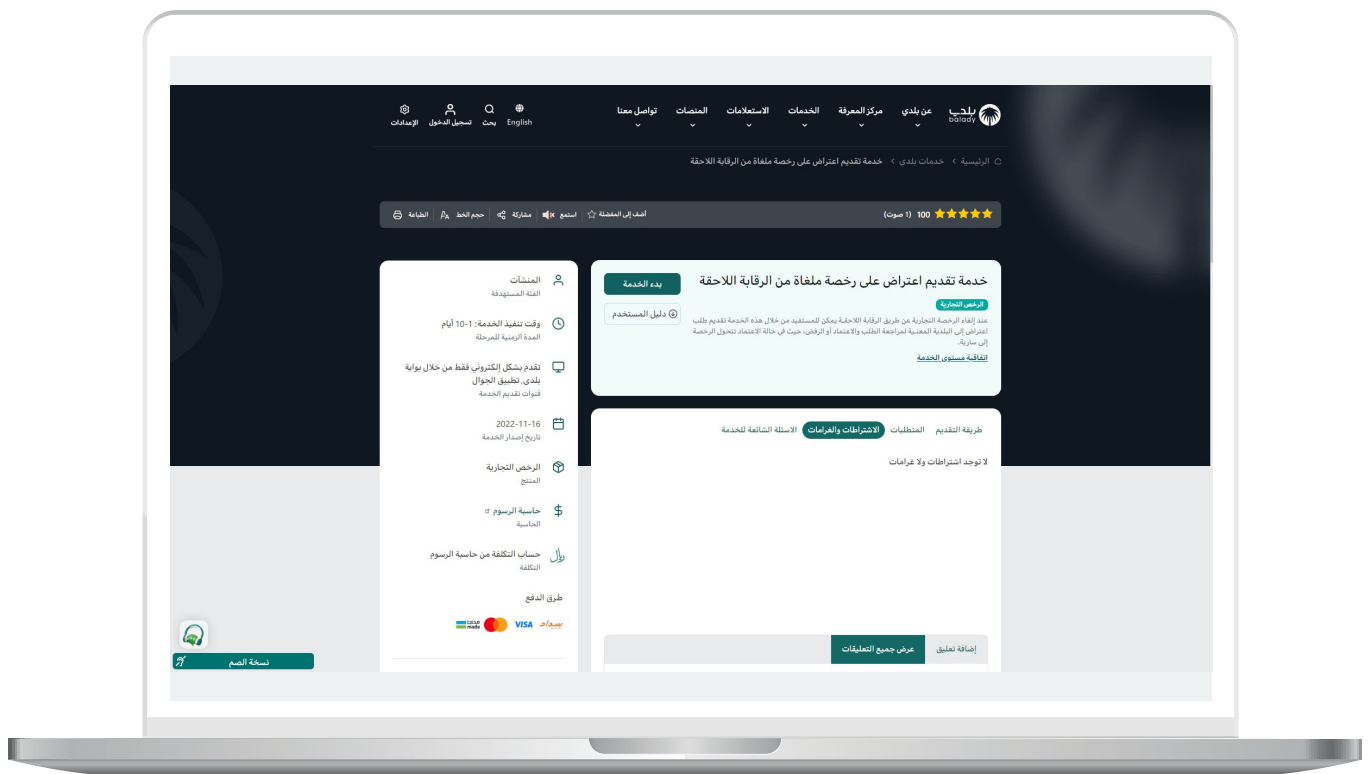 بلدي
balady
عن بلدي
مركز المعرفة
الخدمات
الاستعلامات
المنصات
تواصل معنا
English
بحث
تسجيل الدخول
الإعدادات
الرئيسية › خدمات بلدي › خدمة تقديم اعتراض على رخصة ملغاة من الرقابة اللاحقة
100 (1 صوت)
أضف إلى المفضلة
استمع
مشاركة
حجم الخط
الطباعة
خدمة تقديم اعتراض على رخصة ملغاة من الرقابة اللاحقة
بدء الخدمة
الرخص التجارية
دليل المستخدم
عند إلغاء الرخصة التجارية عن طريق الرقابة اللاحقة يمكن للمستفيد من خلال هذه الخدمة تقديم طلب
اعتراض إلى البلدية المعنية لمراجعة الطلب والاعتماد أو الرفض، حيث في حالة الاعتماد تتحول الرخصة
إلى سارية.
اتفاقية مستوى الخدمة
طريقة التقديم
المتطلبات
الاشتراطات والغرامات
الاسئلة الشائعة للخدمة
لا توجد اشتراطات ولا غرامات
إضافة تعليق
عرض جميع التعليقات
المنشآت
الفئة المستهدفة
وقت تنفيذ الخدمة: 1-10 أيام
المدة الزمنية للمرحلة
تقدم بشكل إلكتروني فقط من خلال بوابة
بلدي, تطبيق الجوال
قنوات تقديم الخدمة
2022-11-16
تاريخ إصدار الخدمة
الرخص التجارية
المنتج
حاسبة الرسوم
الحاسبة
حساب التكلفة من حاسبة الرسوم
التكلفة
طرق الدفع
سداد
VISA
مدى
mada
نسخة الصم